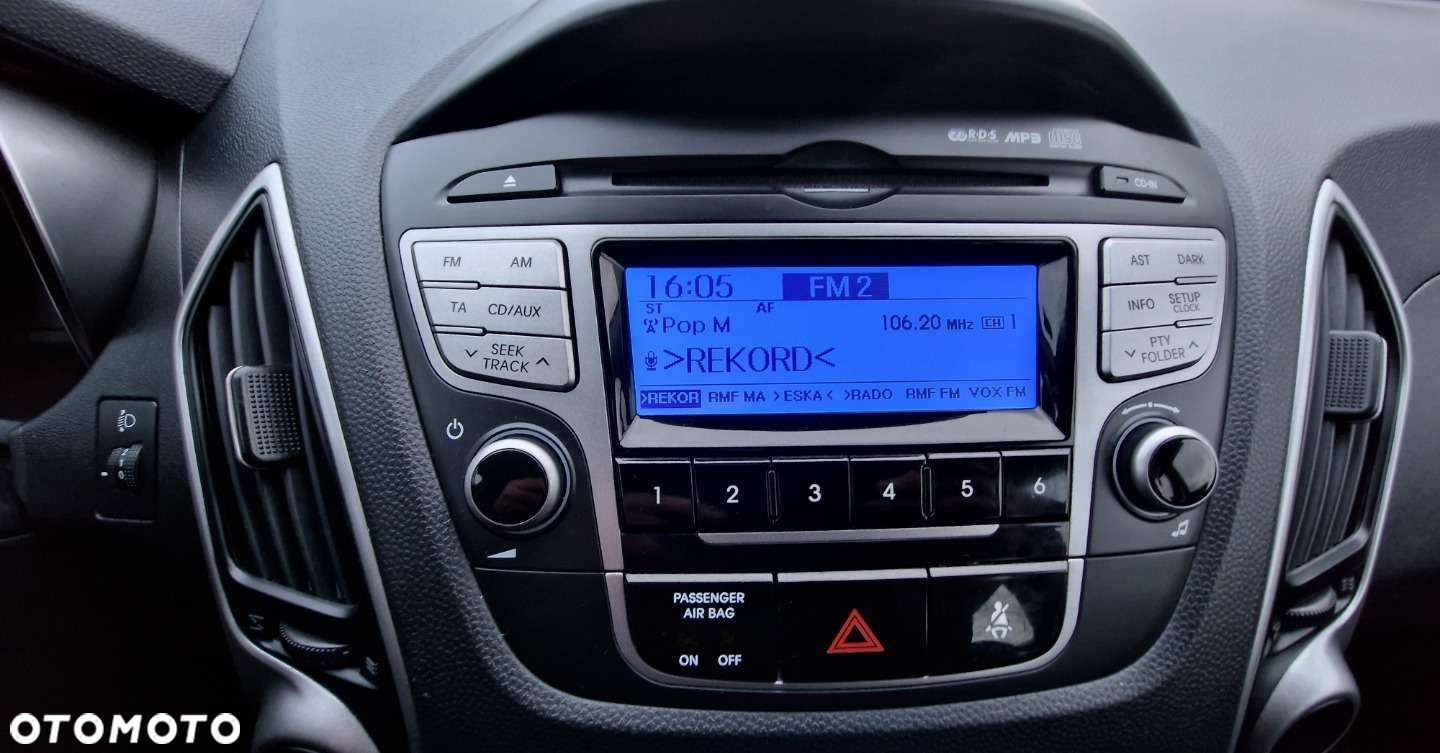 R·D·S MP3
CD-IN
FM AM
TA CD/AUX
SEEK
TRACK
16:05 FM 2
ST AF
Pop M 106.20 MHz CH 1
>REKORD<
>REKOR RMF MA >ESKA< >RADO RMF FM VOX FM
AST DARK
INFO SETUP
CLOCK
PTY
FOLDER
1 2 3 4 5 6
PASSENGER
AIR BAG
ON OFF
OTOMOTO